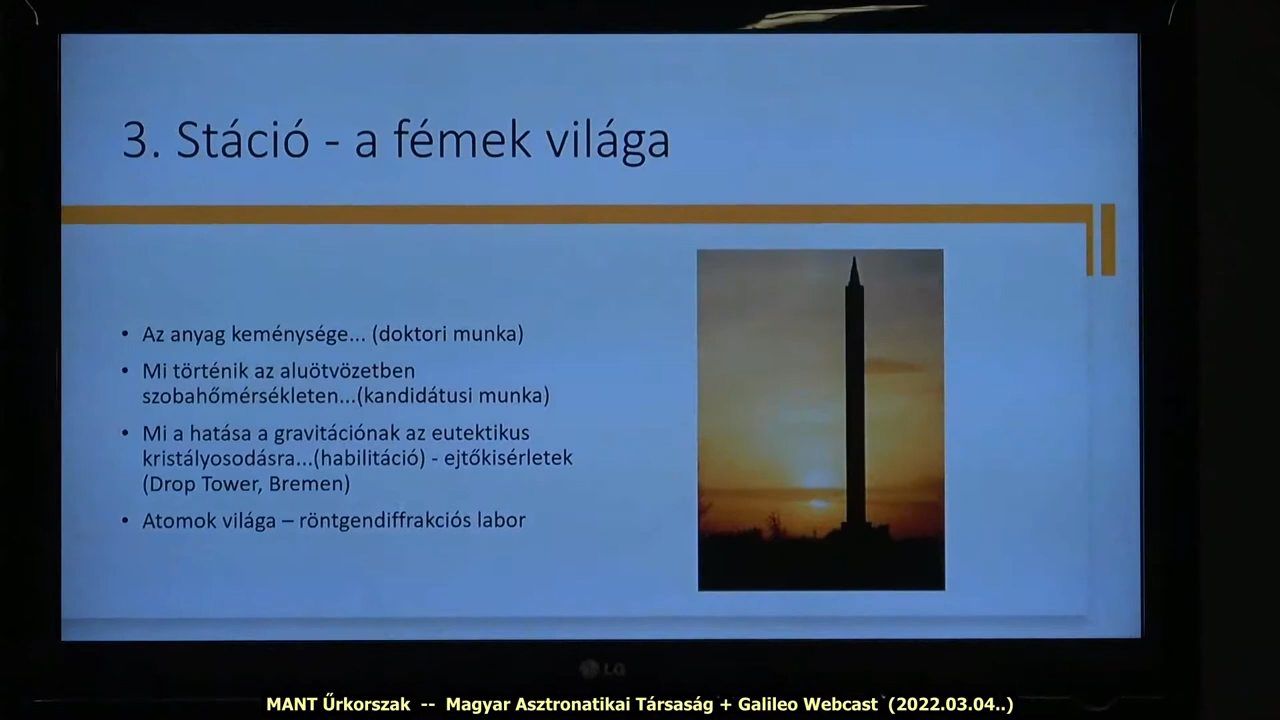 3. Stáció - a fémek világa
• Az anyag keménysége... (doktori munka)
• Mi történik az aluötvözetben
szobahőmérsékleten...(kandidátusi munka)
• Mi a hatása a gravitációnak az eutektikus
kristályosodásra...(habilitáció) - ejtőkisérletek
(Drop Tower, Bremen)
• Atomok világa – röntgendiffrakciós labor
LG
MANT Űrkorszak -- Magyar Asztronatikai Társaság + Galileo Webcast (2022.03.04..)